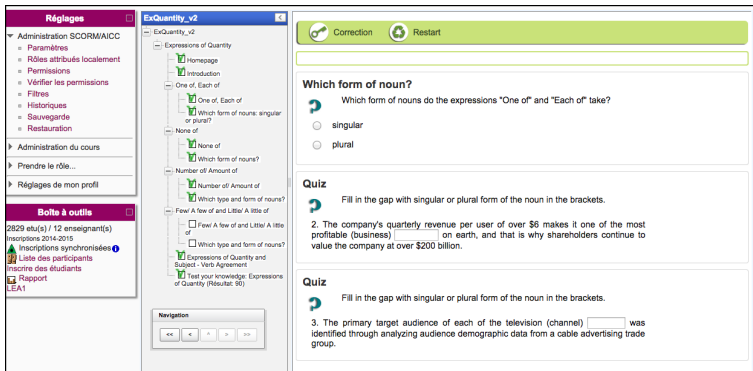 Réglages
Administration SCORM/AICC
Paramètres
Rôles attribués localement
Permissions
Vérifier les permissions
Filtres
Historiques
Sauvegarde
Restauration
Administration du cours
Prendre le rôle...
Réglages de mon profil
Boîte à outils
2829 etu(s) / 12 enseignant(s)
Inscriptions 2014-2015
Inscriptions synchronisées
Liste des participants
Inscrire des étudiants
Rapport
LEA1
ExQuantity_v2
ExQuantity_v2
Expressions of Quantity
Homepage
Introduction
One of, Each of
One of, Each of
Which form of nouns: singular
or plural?
None of
None of
Which form of nouns?
Number of/ Amount of
Number of/ Amount of
Which type and form of nouns?
Few/ A few of and Little/ A little
of
Few/ A few of and Little/ A little
of
Which type and form of nouns?
Expressions of Quantity and
Subject - Verb Agreement
Test your knowledge: Expressions
of Quantity (Résultat: 90)
Navigation
<< < ^ > >>
Correction Restart
Which form of noun?
Which form of nouns do the expressions "One of" and "Each of" take?
singular
plural
Quiz
Fill in the gap with singular or plural form of the noun in the brackets.
2. The company's quarterly revenue per user of over $6 makes it one of the most
profitable (business) on earth, and that is why shareholders continue to
value the company at over $200 billion.
Quiz
Fill in the gap with singular or plural form of the noun in the brackets.
3. The primary target audience of each of the television (channel) was
identified through analyzing audience demographic data from a cable advertising trade
group.